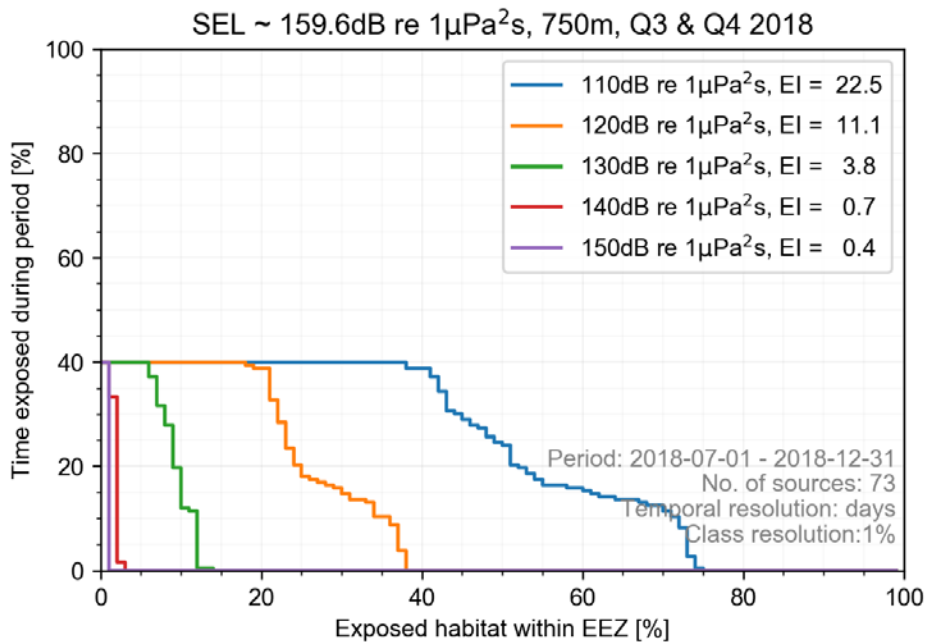 SEL ~ 159.6dB re 1µPa²s, 750m, Q3 & Q4 2018
110dB re 1µPa²s, EI = 22.5
120dB re 1µPa²s, EI = 11.1
130dB re 1µPa²s, EI = 3.8
140dB re 1µPa²s, EI = 0.7
150dB re 1µPa²s, EI = 0.4
Time exposed during period [%]
100
80
60
40
20
0
Period: 2018-07-01 - 2018-12-31
No. of sources: 73
Temporal resolution: days
Class resolution:1%
0 20 40 60 80 100
Exposed habitat within EEZ [%]